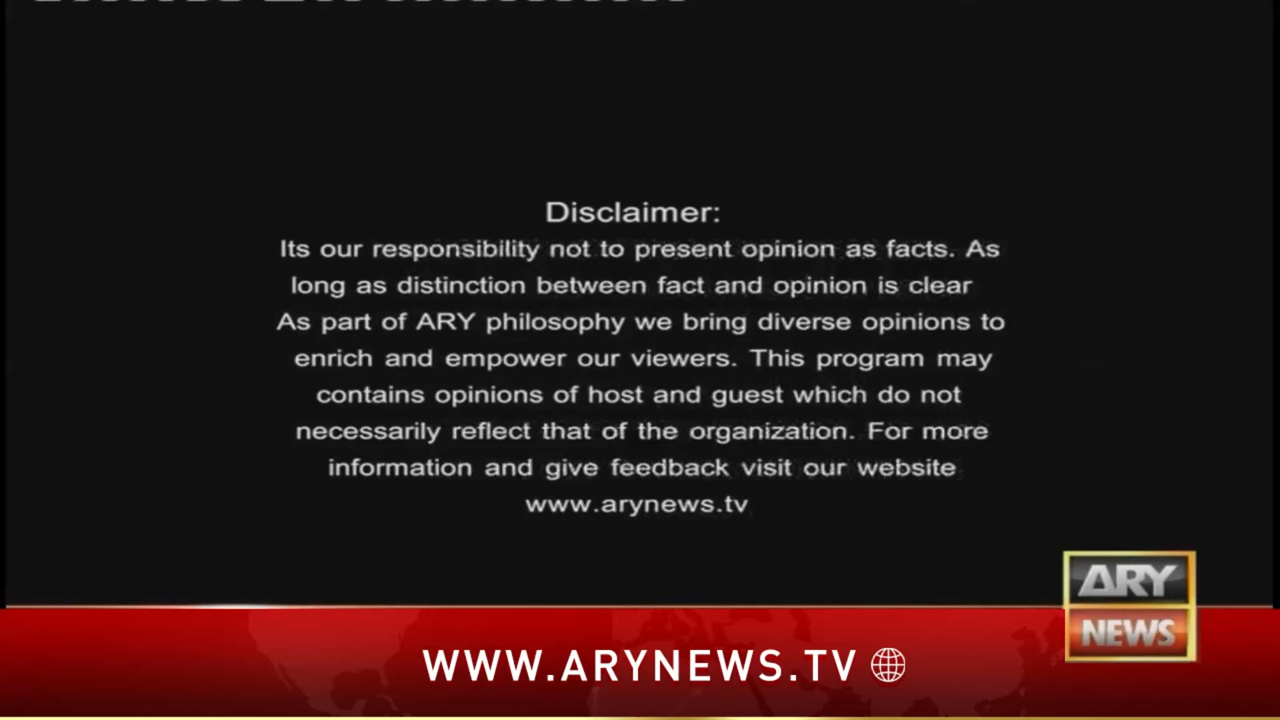 Disclaimer:
Its our responsibility not to present opinion as facts. As
long as distinction between fact and opinion is clear
As part of ARY philosophy we bring diverse opinions to
enrich and empower our viewers. This program may
contains opinions of host and guest which do not
necessarily reflect that of the organization. For more
information and give feedback visit our website
www.arynews.tv
ARY
NEWS
WWW.ARYNEWS.TV